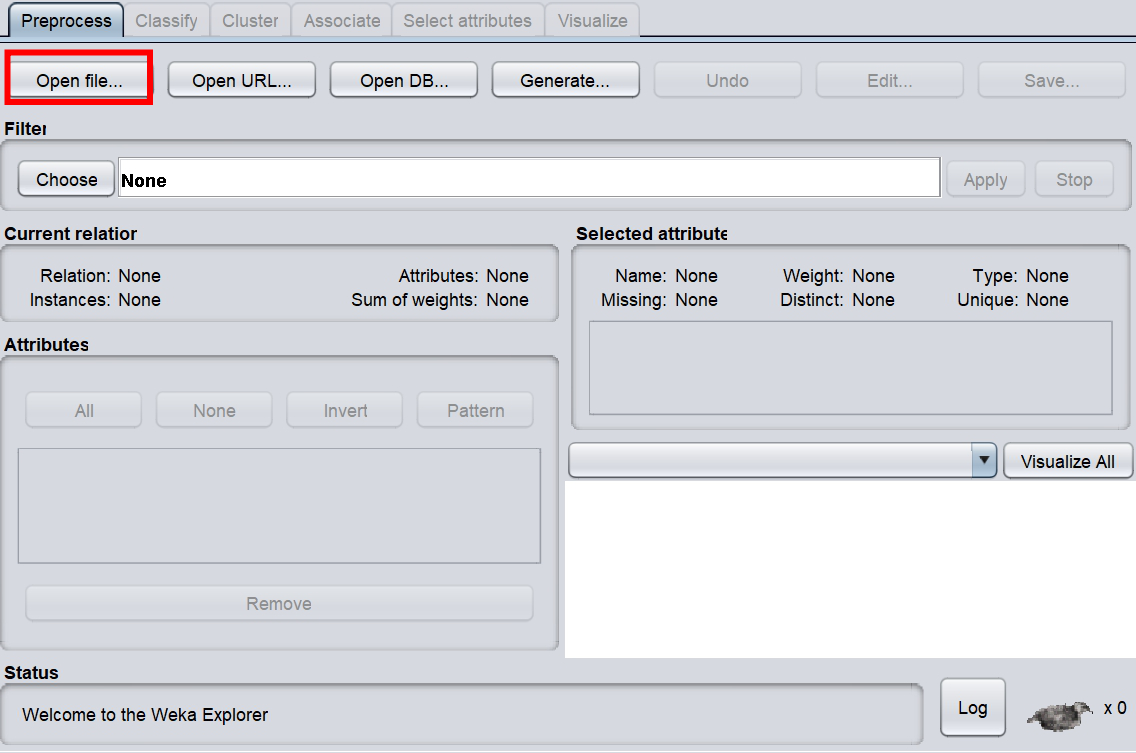 Preprocess Classify Cluster Associate Select attributes Visualize
Open file... Open URL... Open DB... Generate... Undo Edit... Save...
Filter
Choose None Apply Stop
Current relation
Relation: None Attributes: None
Instances: None Sum of weights: None
Selected attribute
Name: None Weight: None Type: None
Missing: None Distinct: None Unique: None
Attributes
All None Invert Pattern
Remove
Visualize All
Status
Welcome to the Weka Explorer
Log x 0